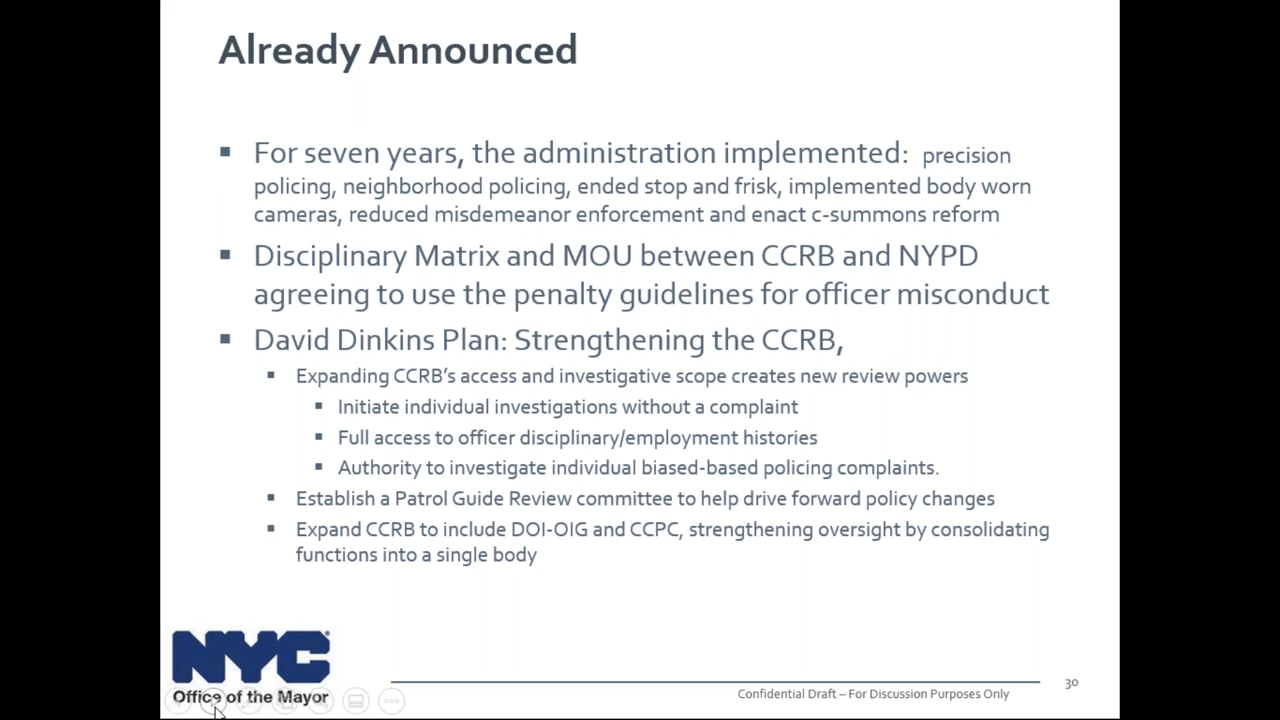 Already Announced
▪ For seven years, the administration implemented: precision
policing, neighborhood policing, ended stop and frisk, implemented body worn
cameras, reduced misdemeanor enforcement and enact c-summons reform
▪ Disciplinary Matrix and MOU between CCRB and NYPD
agreeing to use the penalty guidelines for officer misconduct
▪ David Dinkins Plan: Strengthening the CCRB,
▪ Expanding CCRB's access and investigative scope creates new review powers
▪ Initiate individual investigations without a complaint
▪ Full access to officer disciplinary/employment histories
▪ Authority to investigate individual biased-based policing complaints.
▪ Establish a Patrol Guide Review committee to help drive forward policy changes
▪ Expand CCRB to include DOI-OIG and CCPC, strengthening oversight by consolidating
functions into a single body
NYC
Office of the Mayor
Confidential Draft – For Discussion Purposes Only
30